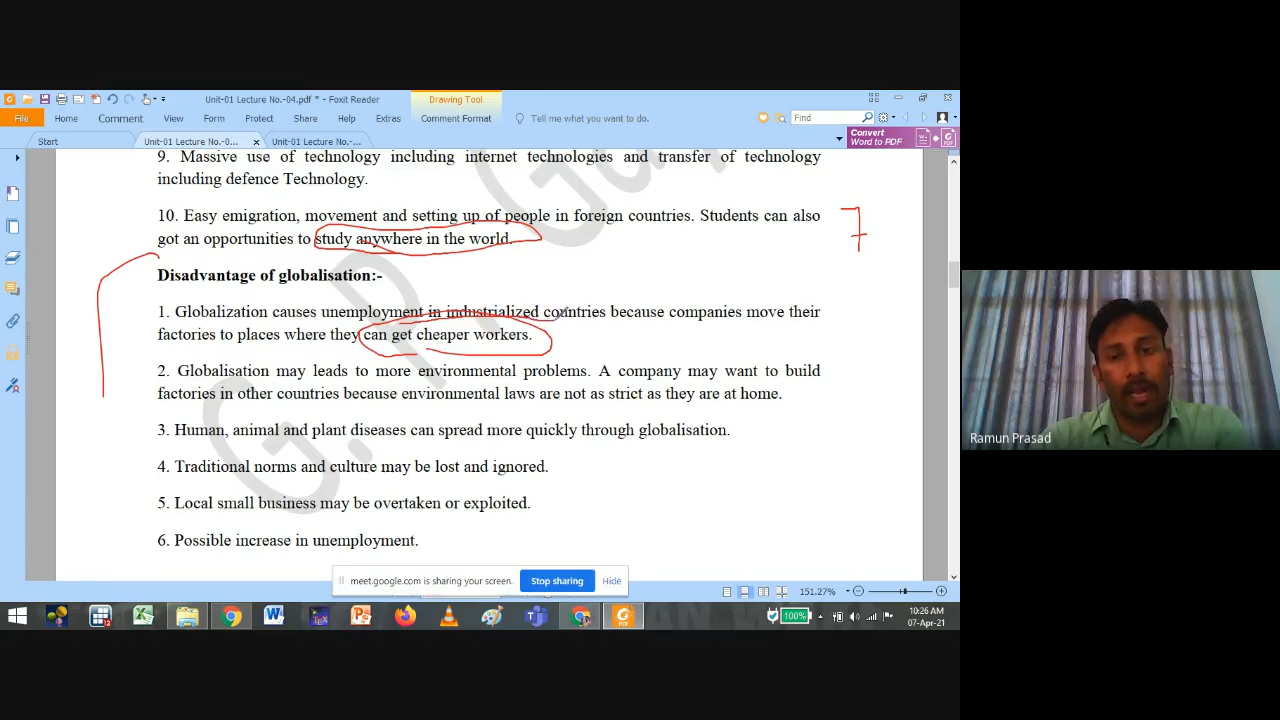 Unit-01 Lecture No.-04.pdf * - Foxit Reader
Drawing Tool
File
Home
Comment
View
Form
Protect
Share
Help
Extras
Comment Format
Tell me what you want to do...
Find
Start
Unit-01 Lecture No.-0...
Unit-01 Lecture No.-...
Convert
Word to PDF
9. Massive use of technology including internet technologies and transfer of technology
including defence Technology.
10. Easy emigration, movement and setting up of people in foreign countries. Students can also
got an opportunities to study anywhere in the world.
Disadvantage of globalisation:-
1. Globalization causes unemployment in industrialized countries because companies move their
factories to places where they can get cheaper workers.
2. Globalisation may leads to more environmental problems. A company may want to build
factories in other countries because environmental laws are not as strict as they are at home.
3. Human, animal and plant diseases can spread more quickly through globalisation.
4. Traditional norms and culture may be lost and ignored.
5. Local small business may be overtaken or exploited.
6. Possible increase in unemployment.
meet.google.com is sharing your screen.
Stop sharing
Hide
151.27%
100%
10:26 AM
07-Apr-21
Ramun Prasad